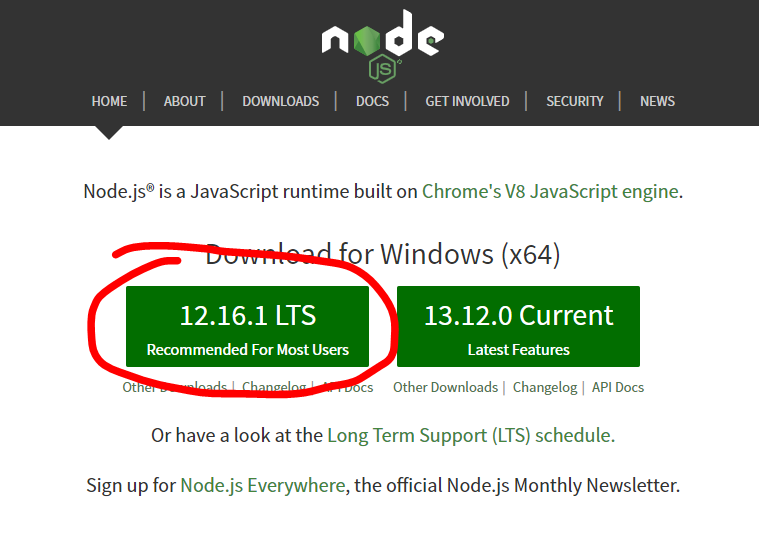 node
JS
HOME | ABOUT | DOWNLOADS | DOCS | GET INVOLVED | SECURITY | NEWS
Node.js® is a JavaScript runtime built on Chrome's V8 JavaScript engine.
Download for Windows (x64)
12.16.1 LTS
Recommended For Most Users
Other Downloads | Changelog | API Docs
13.12.0 Current
Latest Features
Other Downloads | Changelog | API Docs
Or have a look at the Long Term Support (LTS) schedule.
Sign up for Node.js Everywhere, the official Node.js Monthly Newsletter.